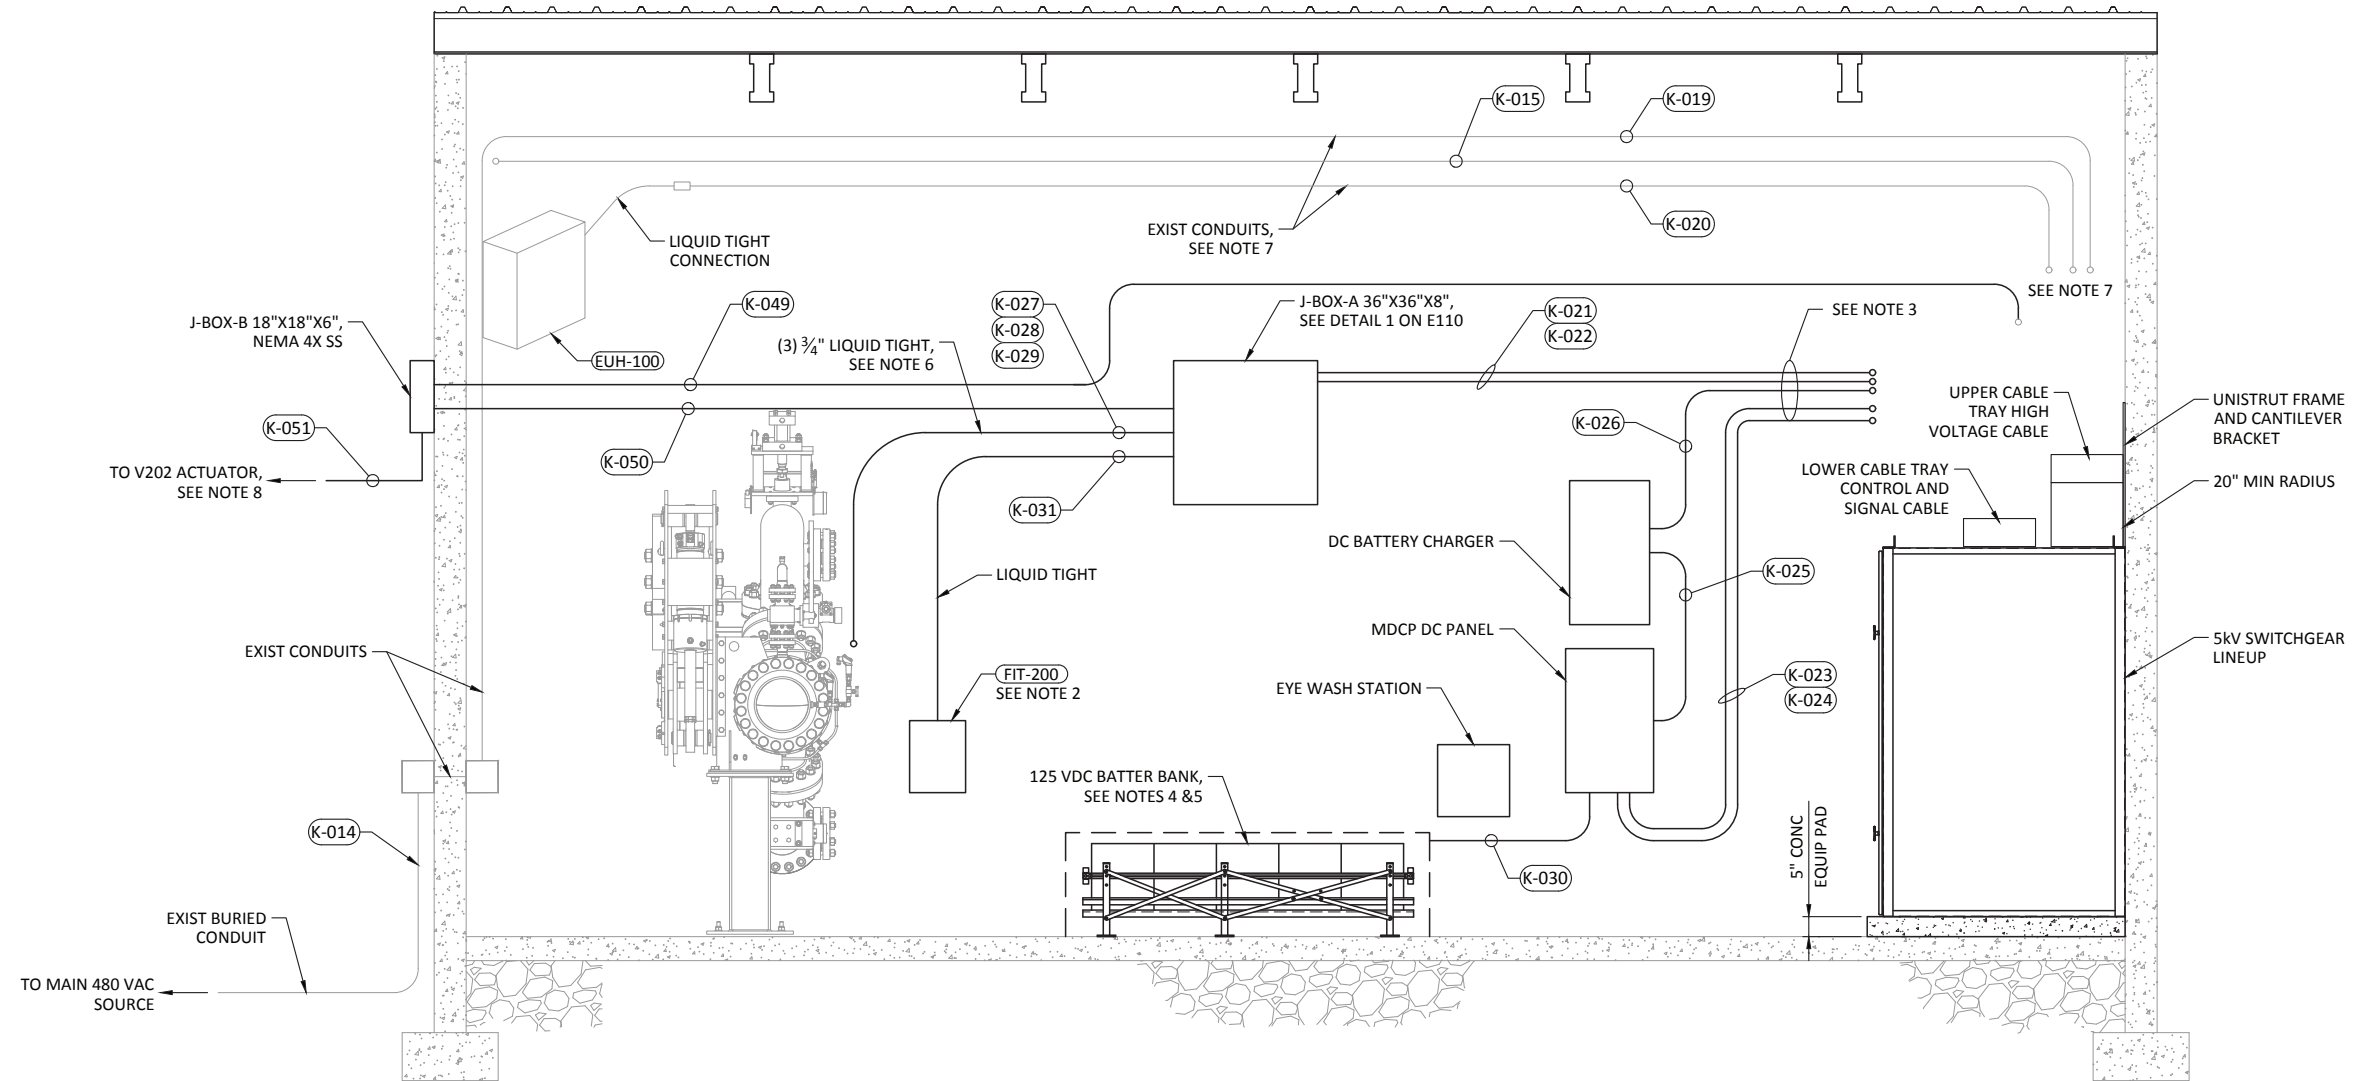 K-015
K-019
EXIST CONDUITS,
SEE NOTE 7
K-020
LIQUID TIGHT
CONNECTION
SEE NOTE 7
J-BOX-B 18"X18"X6",
NEMA 4X SS
K-049
EUH-100
(3) ¾" LIQUID TIGHT,
SEE NOTE 6
K-027
K-028
K-029
J-BOX-A 36"X36"X8",
SEE DETAIL 1 ON E110
K-021
K-022
SEE NOTE 3
K-051
TO V202 ACTUATOR,
SEE NOTE 8
K-050
K-031
K-026
UPPER CABLE
TRAY HIGH
VOLTAGE CABLE
UNISTRUT FRAME
AND CANTILEVER
BRACKET
LOWER CABLE TRAY
CONTROL AND
SIGNAL CABLE
20" MIN RADIUS
DC BATTERY CHARGER
LIQUID TIGHT
K-025
MDCP DC PANEL
EXIST CONDUITS
5kV SWITCHGEAR
LINEUP
FIT-200
SEE NOTE 2
EYE WASH STATION
K-023
K-024
125 VDC BATTER BANK,
SEE NOTES 4 &5
K-014
K-030
5" CONC
EQUIP PAD
EXIST BURIED
CONDUIT
TO MAIN 480 VAC
SOURCE